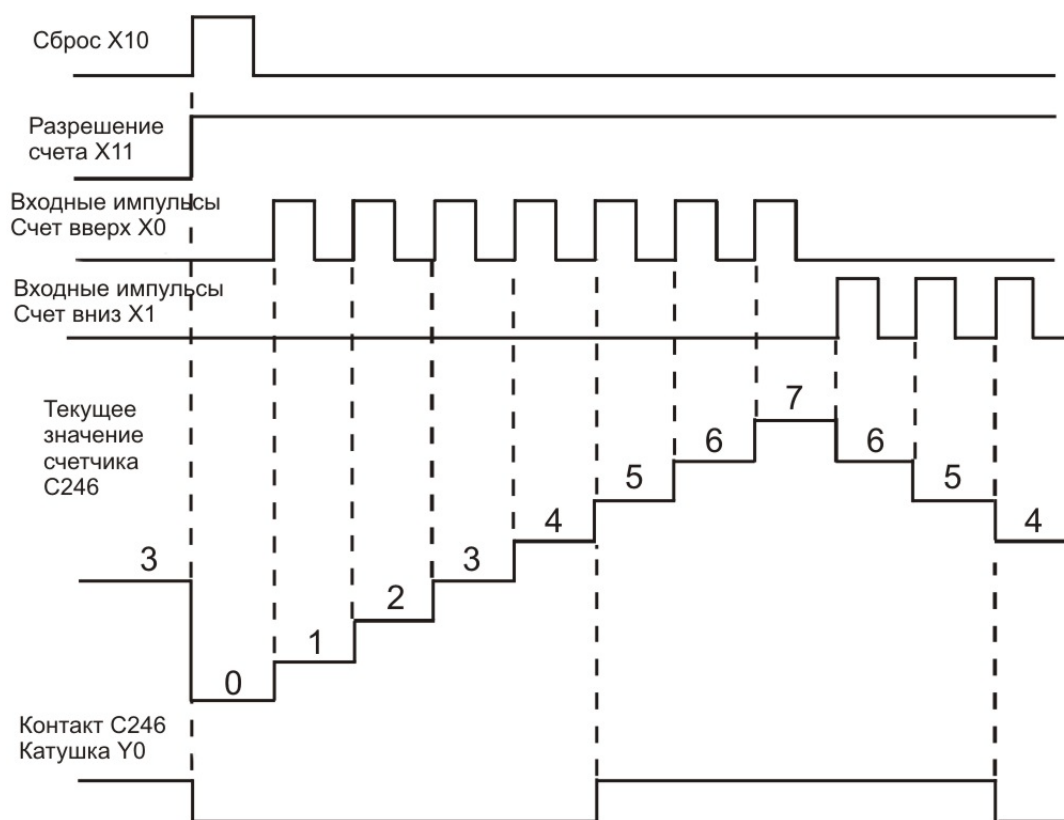 Сброс X10
Разрешение
счета X11
Входные импульсы
Счет вверх X0
Входные импульсы
Счет вниз X1
Текущее
значение
счетчика
C246
3
0
1
2
3
4
5
6
7
6
5
4
Контакт C246
Катушка Y0